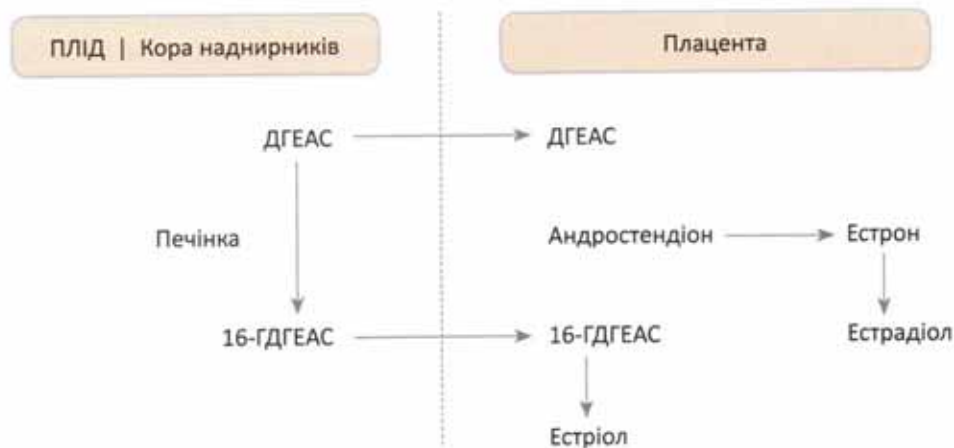 ПЛІД | Кора наднирників
Плацента
ДГЕАС
ДГЕАС
Печінка
Андростендіон
Естрон
16-ГДГЕАС
16-ГДГЕАС
Естрадіол
Естріол